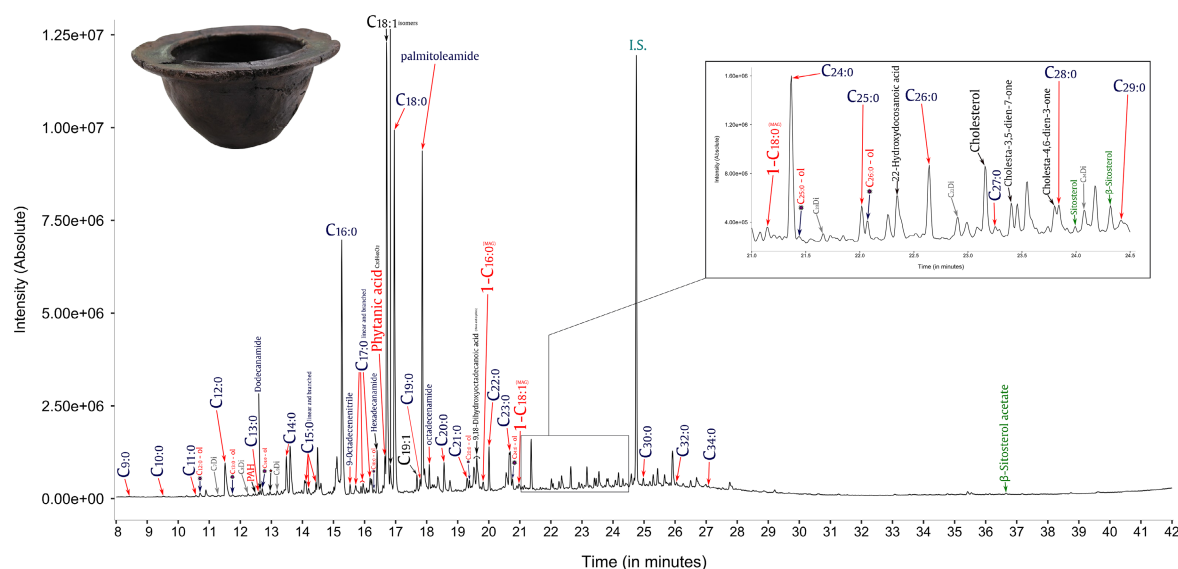 1.25e+07
1.00e+07
7.50e+06
5.00e+06
2.50e+06
0.00e+00
Intensity (Absolute)
C9:0
C10:0
C11:0
C12:0 - ol
C12:0
PAH
C13:0
Dodecanamide
C14:0
C15:0 linear and branched
C16:0
9-Octadecenenitrile
C17:0 linear and branched
Hexadecanamide
Phytanic acid
C18:1 isomers
C18:0
palmitoleamide
C19:1
C19:0
octadecenamide
C20:0
C21:0
9,18-Dihydroxyoctadecanoic acid
1-C16:0 (MAG)
C22:0
C23:0
1-C18:1 (MAG)
I.S.
C30:0
C32:0
C34:0
β-Sitosterol acetate
8 9 10 11 12 13 14 15 16 17 18 19 20 21 22 23 24 25 26 27 28 29 30 31 32 33 34 35 36 37 38 39 40 41 42
Time (in minutes)
1.60e+06
1.20e+06
8.00e+06
4.00e+05
Intensity (Absolute)
1-C18:0 (MAG)
C24:0
C25:0 - ol
C25:0
C26:0 - ol
22-Hydroxydocosanoic acid
C26:0
Cholesterol
C27:0
Cholesta-3,5-dien-7-one
Cholesta-4,6-dien-3-one
C28:0
Sitosterol
β-Sitosterol
C29:0
21.0 21.5 22.0 22.5 23.0 23.5 24.0 24.5
Time (in minutes)